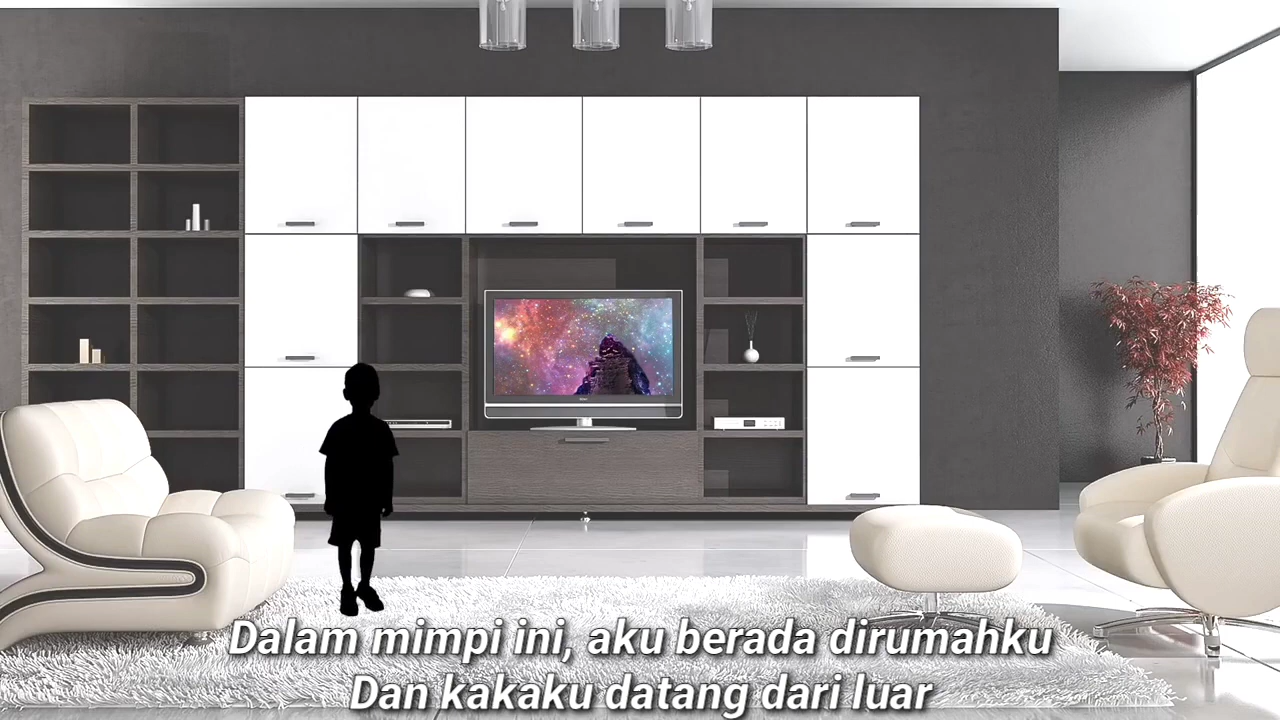 Dalam mimpi ini, aku berada dirumahku
Dan kakaku datang dari luar